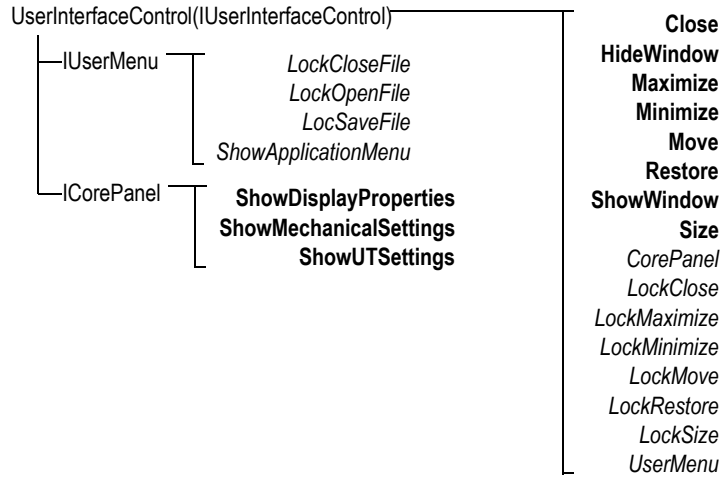 UserInterfaceControl(IUserInterfaceControl)
IUserMenu
LockCloseFile
LockOpenFile
LocSaveFile
ShowApplicationMenu
ICorePanel
ShowDisplayProperties
ShowMechanicalSettings
ShowUTSettings
Close
HideWindow
Maximize
Minimize
Move
Restore
ShowWindow
Size
CorePanel
LockClose
LockMaximize
LockMinimize
LockMove
LockRestore
LockSize
UserMenu